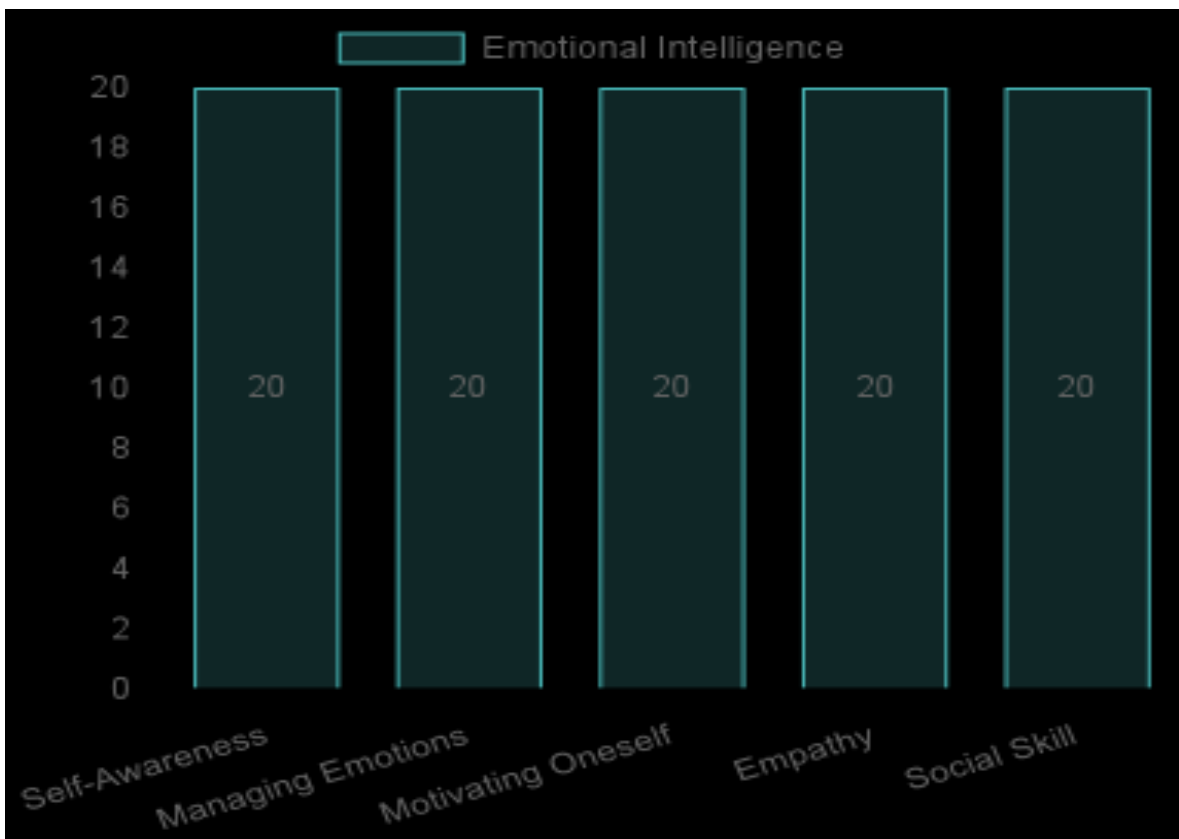 Emotional Intelligence
20
18
16
14
12
10
8
6
4
2
0
20 20 20 20 20
Self-Awareness
Managing Emotions
Motivating Oneself
Empathy
Social Skill